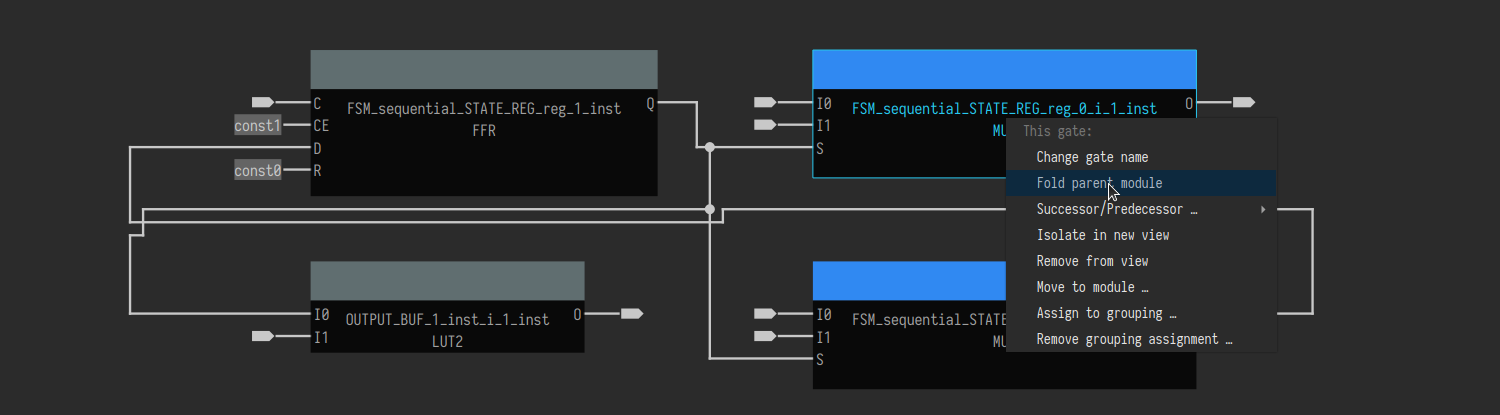 C
FSM_sequential_STATE_REG_reg_1_inst
Q
const1
CE
FFR
D
const0
R
I0
FSM_sequential_STATE_REG_reg_0_i_1_inst
O
I1
S
This gate:
Change gate name
Fold parent module
Successor/Predecessor …
Isolate in new view
Remove from view
Move to module …
Assign to grouping …
Remove grouping assignment …
I0
OUTPUT_BUF_1_inst_i_1_inst
O
I1
LUT2
I0
FSM_sequential_STATE
I1
S